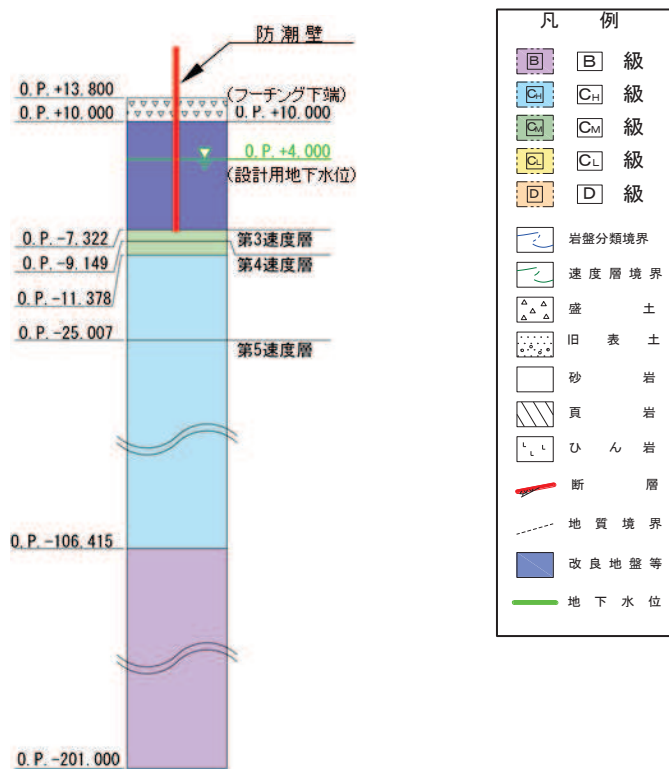 防潮壁
O.P.+13.800
(フーチング下端)
O.P.+10.000
O.P.+10.000
O.P.+4.000
(設計用地下水位)
O.P.-7.322
第3速度層
O.P.-9.149
第4速度層
O.P.-11.378
O.P.-25.007
第5速度層
O.P.-106.415
O.P.-201.000
凡 例
B B 級
CH CH 級
CM CM 級
CL CL 級
D D 級
岩盤分類境界
速度層境界
盛 土
旧 表 土
砂 岩
頁 岩
ひ ん 岩
断 層
地 質 境 界
改 良 地 盤 等
地 下 水 位